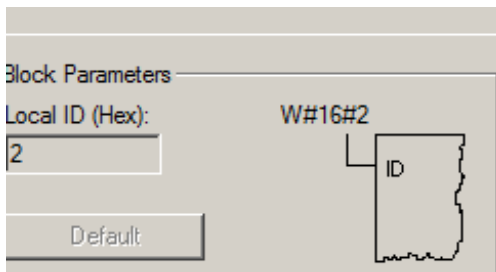 Block Parameters
Local ID (Hex):
W#16#2
2
ID
Default